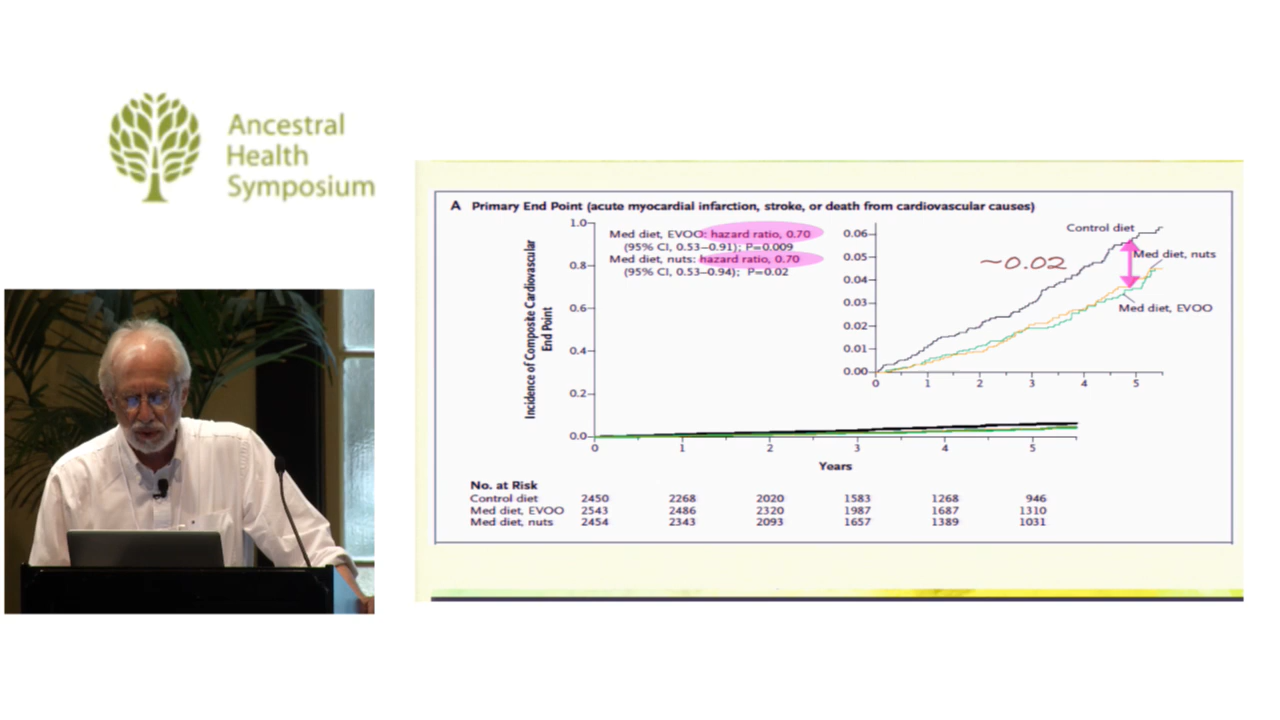 Ancestral
Health
Symposium
A Primary End Point (acute myocardial infarction, stroke, or death from cardiovascular causes)
Incidence of Composite Cardiovascular
End Point
1.0
0.8
0.6
0.4
0.2
0.0
Med diet, EVOO: hazard ratio, 0.70
(95% CI, 0.53–0.91); P=0.009
Med diet, nuts: hazard ratio, 0.70
(95% CI, 0.53–0.94); P=0.02
0.06
0.05
0.04
0.03
0.02
0.01
0.00
0 1 2 3 4 5
~0.02
Control diet
Med diet, nuts
Med diet, EVOO
0 1 2 3 4 5
Years
No. at Risk
Control diet 2450 2268 2020 1583 1268 946
Med diet, EVOO 2543 2486 2320 1987 1687 1310
Med diet, nuts 2454 2343 2093 1657 1389 1031